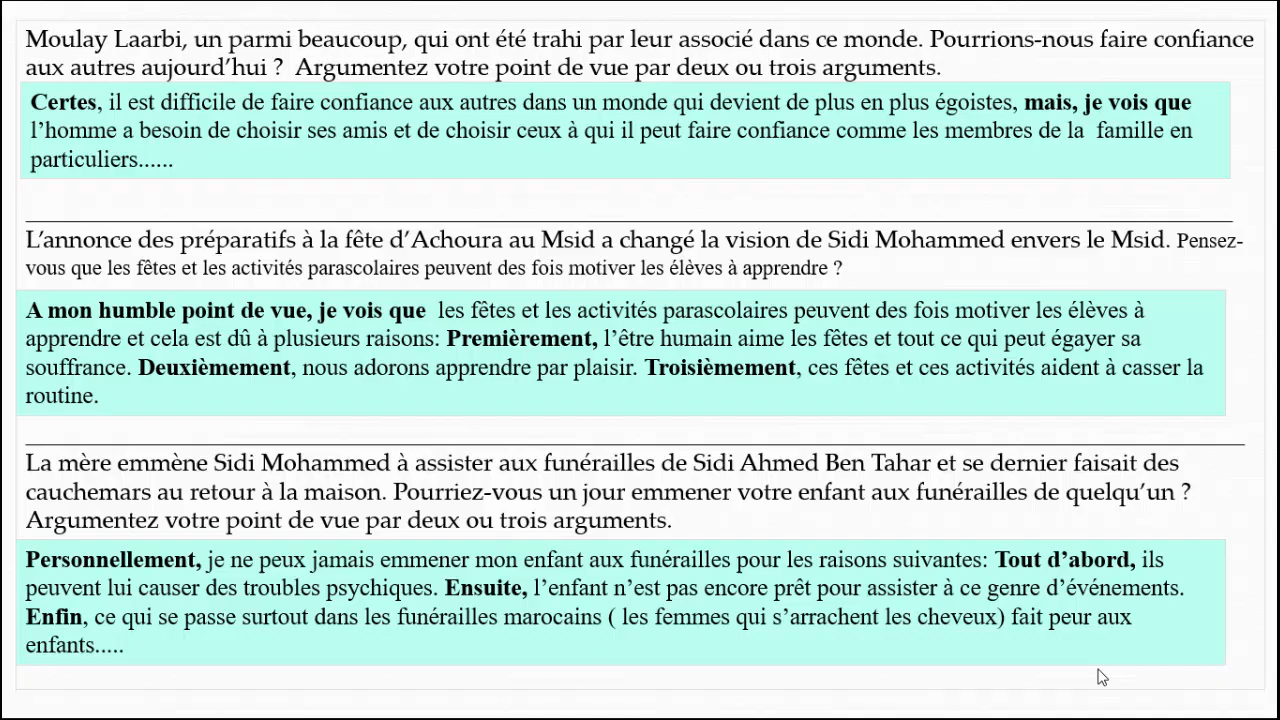 Moulay Laarbi, un parmi beaucoup, qui ont été trahi par leur associé dans ce monde. Pourrions-nous faire confiance
aux autres aujourd’hui ?  Argumentez votre point de vue par deux ou trois arguments.
Certes, il est difficile de faire confiance aux autres dans un monde qui devient de plus en plus égoistes, mais, je vois que
l’homme a besoin de choisir ses amis et de choisir ceux à qui il peut faire confiance comme les membres de la  famille en
particuliers......
L’annonce des préparatifs à la fête d’Achoura au Msid a changé la vision de Sidi Mohammed envers le Msid. Pensez-
vous que les fêtes et les activités parascolaires peuvent des fois motiver les élèves à apprendre ?
A mon humble point de vue, je vois que  les fêtes et les activités parascolaires peuvent des fois motiver les élèves à
apprendre et cela est dû à plusieurs raisons: Premièrement, l’être humain aime les fêtes et tout ce qui peut égayer sa
souffrance. Deuxièmement, nous adorons apprendre par plaisir. Troisièmement, ces fêtes et ces activités aident à casser la
routine.
La mère emmène Sidi Mohammed à assister aux funérailles de Sidi Ahmed Ben Tahar et se dernier faisait des
cauchemars au retour à la maison. Pourriez-vous un jour emmener votre enfant aux funérailles de quelqu’un ?
Argumentez votre point de vue par deux ou trois arguments.
Personnellement, je ne peux jamais emmener mon enfant aux funérailles pour les raisons suivantes: Tout d’abord, ils
peuvent lui causer des troubles psychiques. Ensuite, l’enfant n’est pas encore prêt pour assister à ce genre d’événements.
Enfin, ce qui se passe surtout dans les funérailles marocains ( les femmes qui s’arrachent les cheveux) fait peur aux
enfants.....